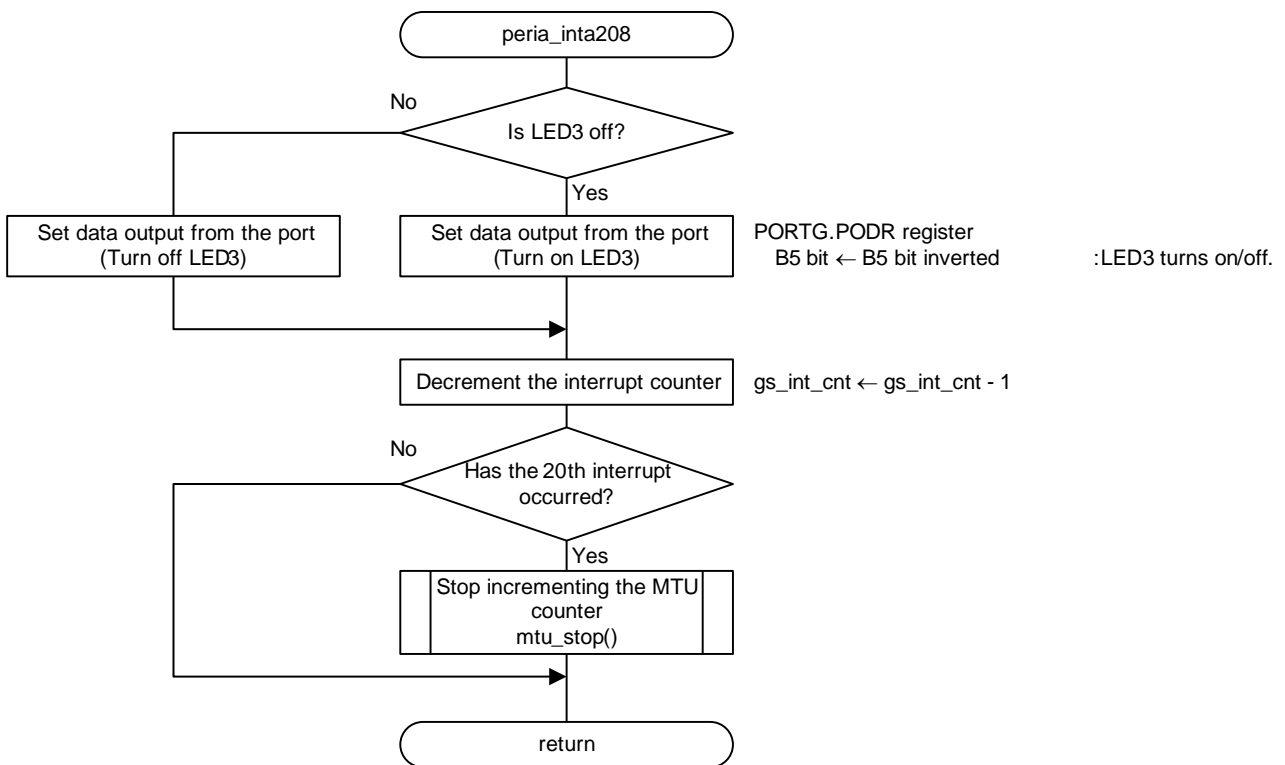 peria_inta208
No
Is LED3 off?
Yes
Set data output from the port
(Turn off LED3)
Set data output from the port
(Turn on LED3)
PORTG.PODR register
B5 bit ← B5 bit inverted :LED3 turns on/off.
Decrement the interrupt counter
gs_int_cnt ← gs_int_cnt - 1
No
Has the 20th interrupt
occurred?
Yes
Stop incrementing the MTU
counter
mtu_stop()
return